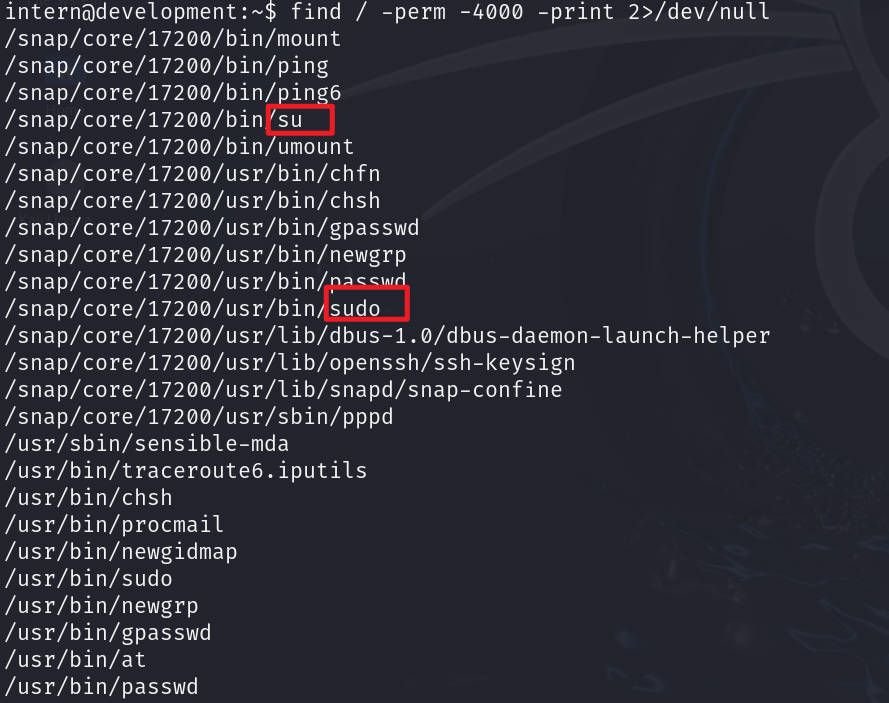 intern@development:~$ find / -perm -4000 -print 2>/dev/null
/snap/core/17200/bin/mount
/snap/core/17200/bin/ping
/snap/core/17200/bin/ping6
/snap/core/17200/bin/su
/snap/core/17200/bin/umount
/snap/core/17200/usr/bin/chfn
/snap/core/17200/usr/bin/chsh
/snap/core/17200/usr/bin/gpasswd
/snap/core/17200/usr/bin/newgrp
/snap/core/17200/usr/bin/passwd
/snap/core/17200/usr/bin/sudo
/snap/core/17200/usr/lib/dbus-1.0/dbus-daemon-launch-helper
/snap/core/17200/usr/lib/openssh/ssh-keysign
/snap/core/17200/usr/lib/snapd/snap-confine
/snap/core/17200/usr/sbin/pppd
/usr/sbin/sensible-mda
/usr/bin/traceroute6.iputils
/usr/bin/chsh
/usr/bin/procmail
/usr/bin/newgidmap
/usr/bin/sudo
/usr/bin/newgrp
/usr/bin/gpasswd
/usr/bin/at
/usr/bin/passwd